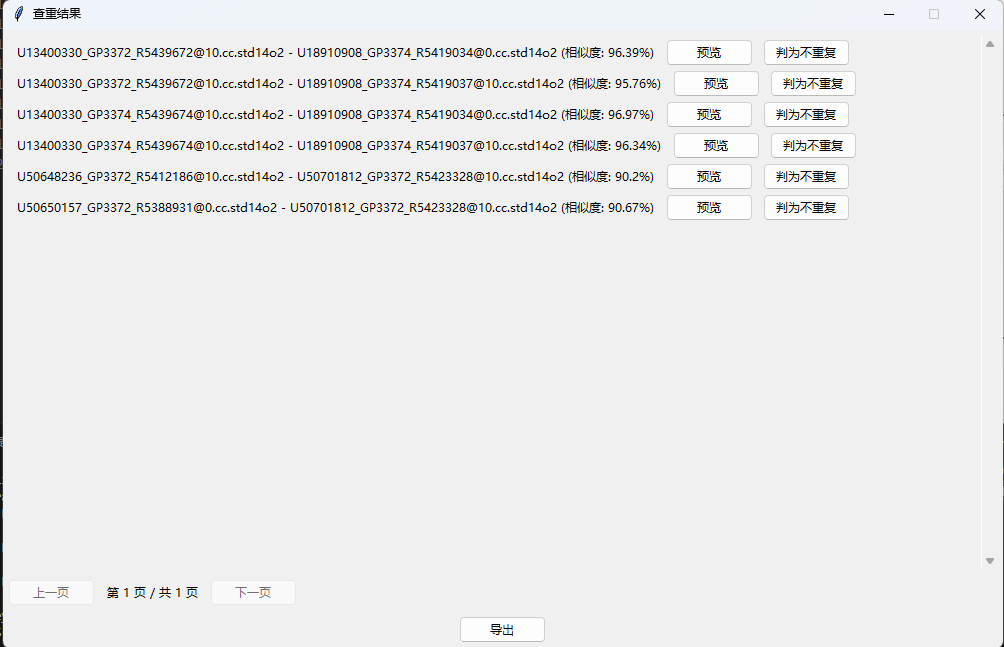 查重结果
U13400330_GP3372_R5439672@10.cc.std14o2 - U18910908_GP3374_R5419034@0.cc.std14o2 (相似度: 96.39%) 预览 判为不重复
U13400330_GP3372_R5439672@10.cc.std14o2 - U18910908_GP3374_R5419037@10.cc.std14o2 (相似度: 95.76%) 预览 判为不重复
U13400330_GP3372_R5439674@10.cc.std14o2 - U18910908_GP3374_R5419034@0.cc.std14o2 (相似度: 96.97%) 预览 判为不重复
U13400330_GP3372_R5439674@10.cc.std14o2 - U18910908_GP3374_R5419037@10.cc.std14o2 (相似度: 96.34%) 预览 判为不重复
U50648236_GP3372_R5412186@10.cc.std14o2 - U50701812_GP3372_R5423328@10.cc.std14o2 (相似度: 90.2%) 预览 判为不重复
U50650157_GP3372_R5388931@0.cc.std14o2 - U50701812_GP3372_R5423328@10.cc.std14o2 (相似度: 90.67%) 预览 判为不重复
上一页 第 1 页 / 共 1 页 下一页
导出